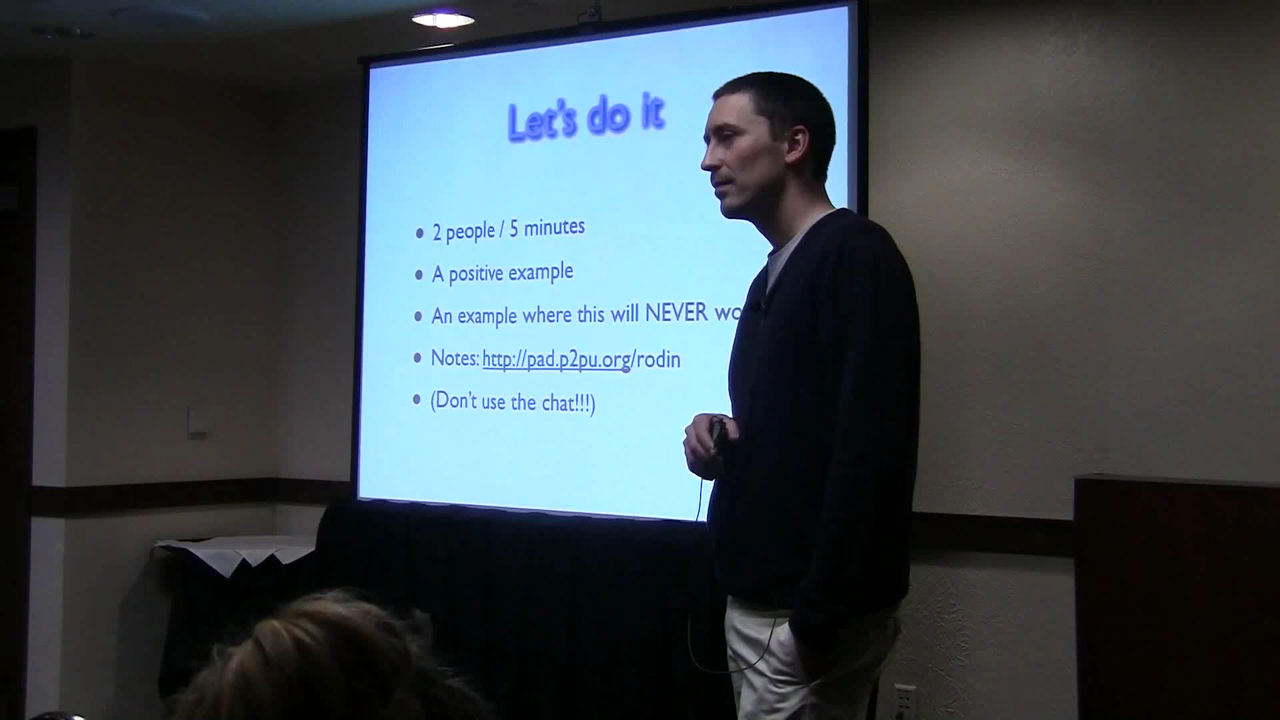 Let's do it
• 2 people / 5 minutes
• A positive example
• An example where this will NEVER
• Notes: http://pad.p2pu.org/rodin
• (Don't use the chat!!!)